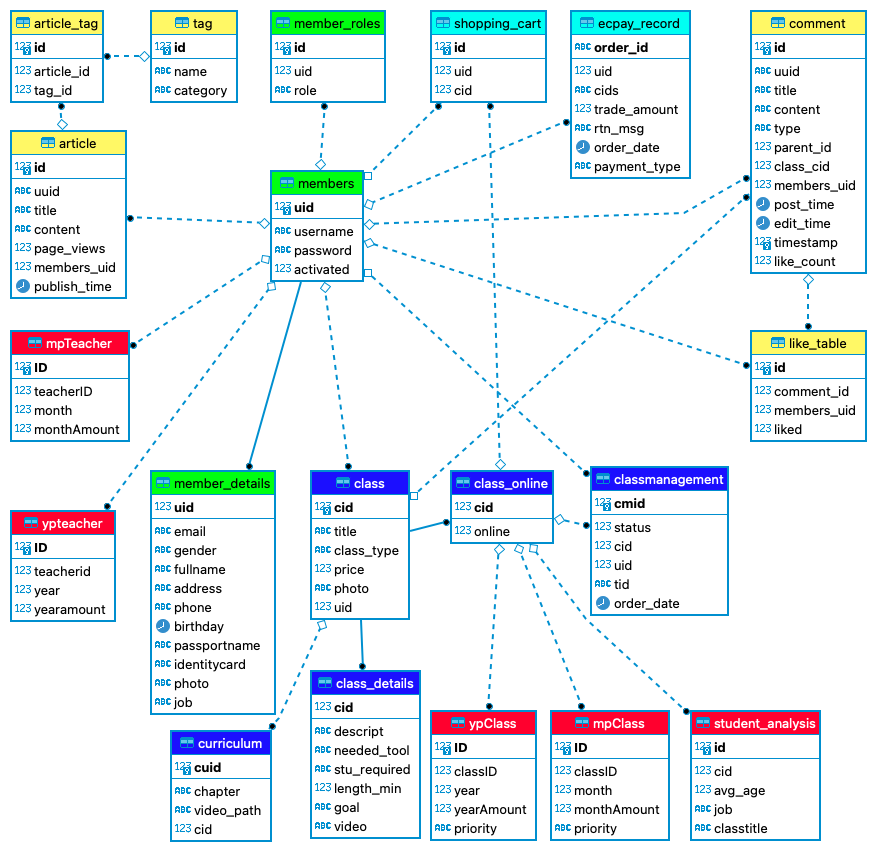 article_tag
123 id
123 article_id
123 tag_id
tag
123 id
ABC name
ABC category
member_roles
123 id
123 uid
ABC role
shopping_cart
123 id
123 uid
123 cid
ecpay_record
ABC order_id
123 uid
ABC cids
123 trade_amount
ABC rtn_msg
order_date
ABC payment_type
comment
123 id
ABC uuid
ABC title
ABC content
ABC type
123 parent_id
123 class_cid
123 members_uid
post_time
edit_time
123 timestamp
123 like_count
article
123 id
ABC uuid
ABC title
ABC content
123 page_views
123 members_uid
publish_time
members
123 uid
ABC username
ABC password
123 activated
mpTeacher
123 ID
123 teacherID
123 month
123 monthAmount
like_table
123 id
123 comment_id
123 members_uid
123 liked
ypteacher
123 ID
123 teacherid
123 year
123 yearamount
member_details
123 uid
ABC email
ABC gender
ABC fullname
ABC address
ABC phone
birthday
ABC passportname
ABC identitycard
ABC photo
ABC job
class
123 cid
ABC title
ABC class_type
123 price
ABC photo
123 uid
class_online
123 cid
123 online
classmanagement
123 cmid
123 status
123 cid
123 uid
ABC tid
order_date
curriculum
123 cuid
ABC chapter
ABC video_path
123 cid
class_details
123 cid
ABC descript
ABC needed_tool
ABC stu_required
123 length_min
ABC goal
ABC video
ypClass
123 ID
123 classID
123 year
123 yearAmount
ABC priority
mpClass
123 ID
123 classID
123 month
123 monthAmount
ABC priority
student_analysis
123 id
123 cid
123 avg_age
ABC job
ABC classtitle